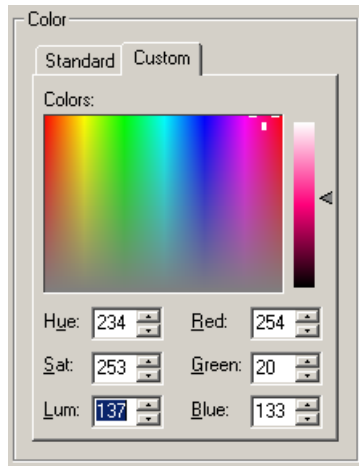 Color
Standard Custom
Colors:
Hue: 234 Red: 254
Sat: 253 Green: 20
Lum: 137 Blue: 133